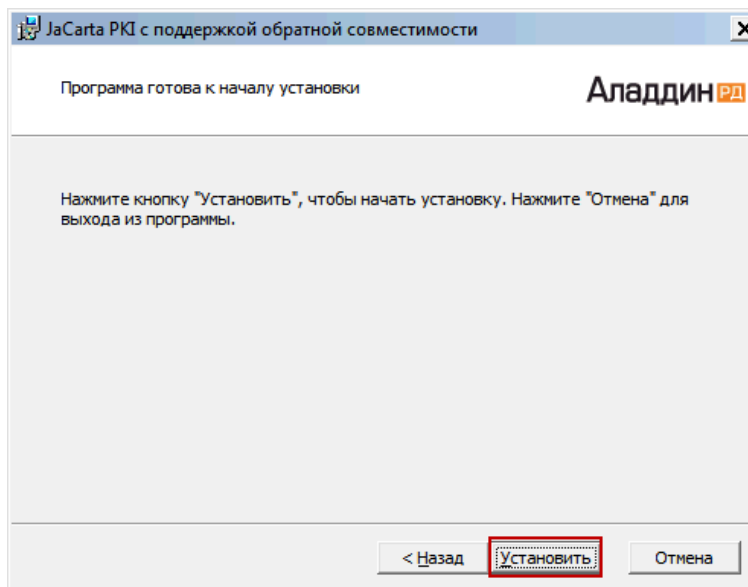 JaCarta PKI с поддержкой обратной совместимости
Программа готова к началу установки
Аладдин РД
Нажмите кнопку "Установить", чтобы начать установку. Нажмите "Отмена" для
выхода из программы.
< Назад
Установить
Отмена